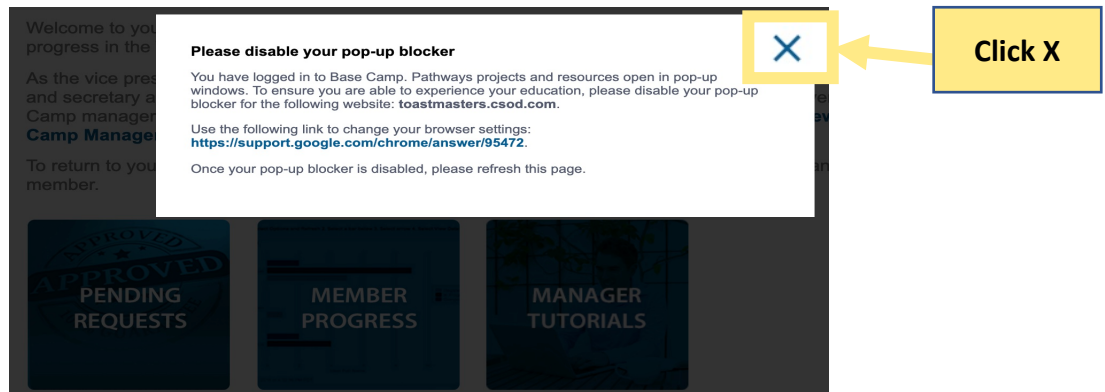 Welcome to you
progress in the
As the vice pres
and secretary a
Camp manager
Camp Manage
To return to you
member.
Please disable your pop-up blocker
You have logged in to Base Camp. Pathways projects and resources open in pop-up
windows. To ensure you are able to experience your education, please disable your pop-up
blocker for the following website: toastmasters.csod.com.
Use the following link to change your browser settings:
https://support.google.com/chrome/answer/95472.
Once your pop-up blocker is disabled, please refresh this page.
Click X
APPROVED
APPROVED
PENDING
REQUESTS
MEMBER
PROGRESS
MANAGER
TUTORIALS